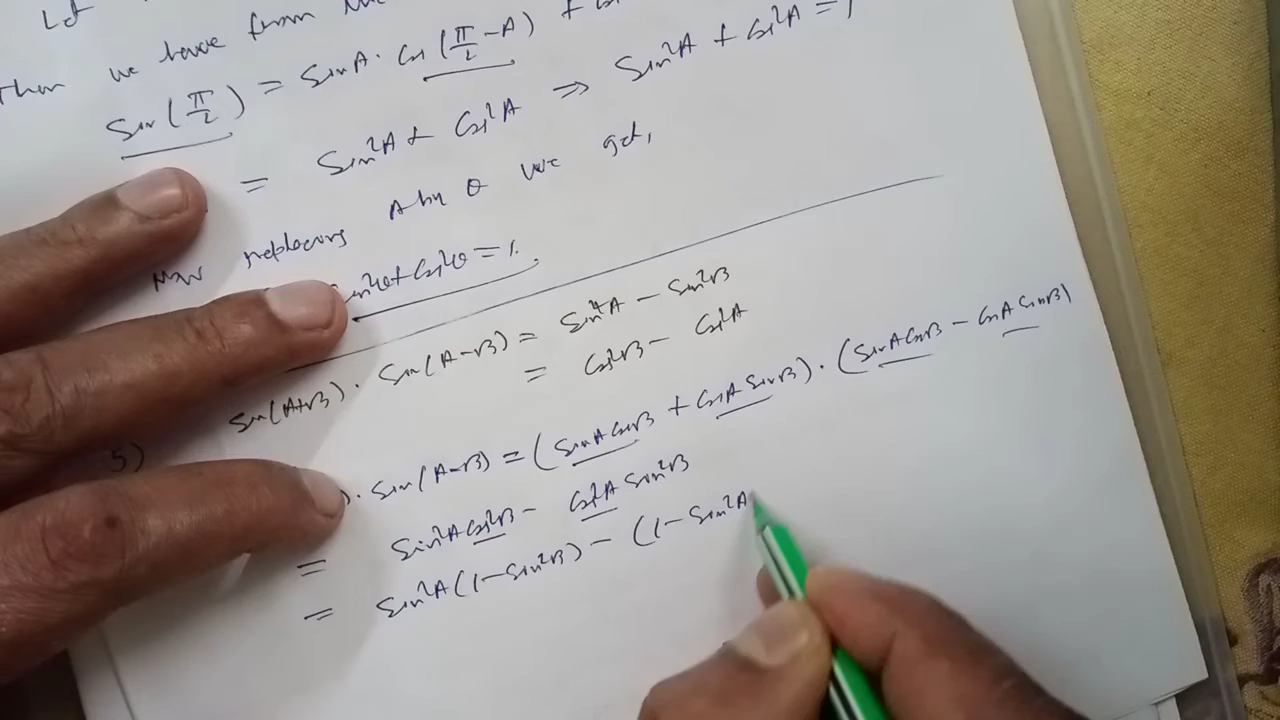 Let
Then we have from
Sin(π/2) = SinA · Cos(π/2 − A) +
= Sin²A + Cos²A ⇒ Sin²A + Cos²A = 1
Now replacing A by θ we get,
Sin²θ + Cos²θ = 1.
5) Sin(A+B) · Sin(A−B) = Sin²A − Sin²B
= Cos²B − Cos²A
) · Sin(A−B) = (SinA CosB + CosA SinB) · (SinA CosB − CosA SinB)
= Sin²A Cos²B − Cos²A Sin²B
= Sin²A(1−Sin²B) − (1−Sin²A